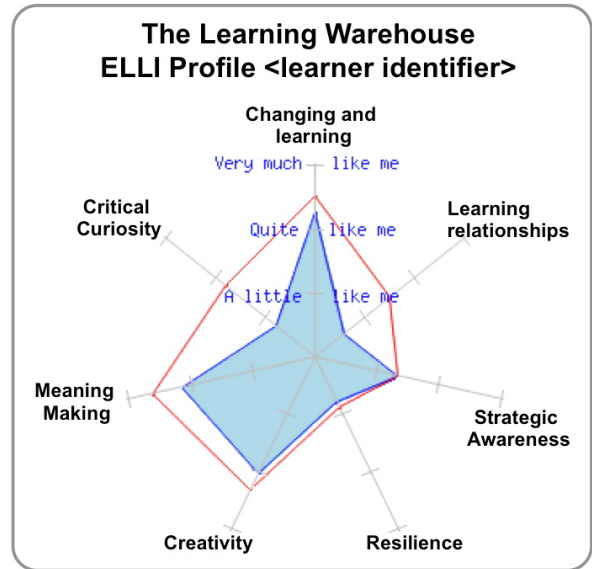 The Learning Warehouse
ELLI Profile <learner identifier>
Changing and
learning
Very much like me
Critical
Curiosity
Learning
relationships
Quite like me
A little like me
Meaning
Making
Strategic
Awareness
Creativity
Resilience